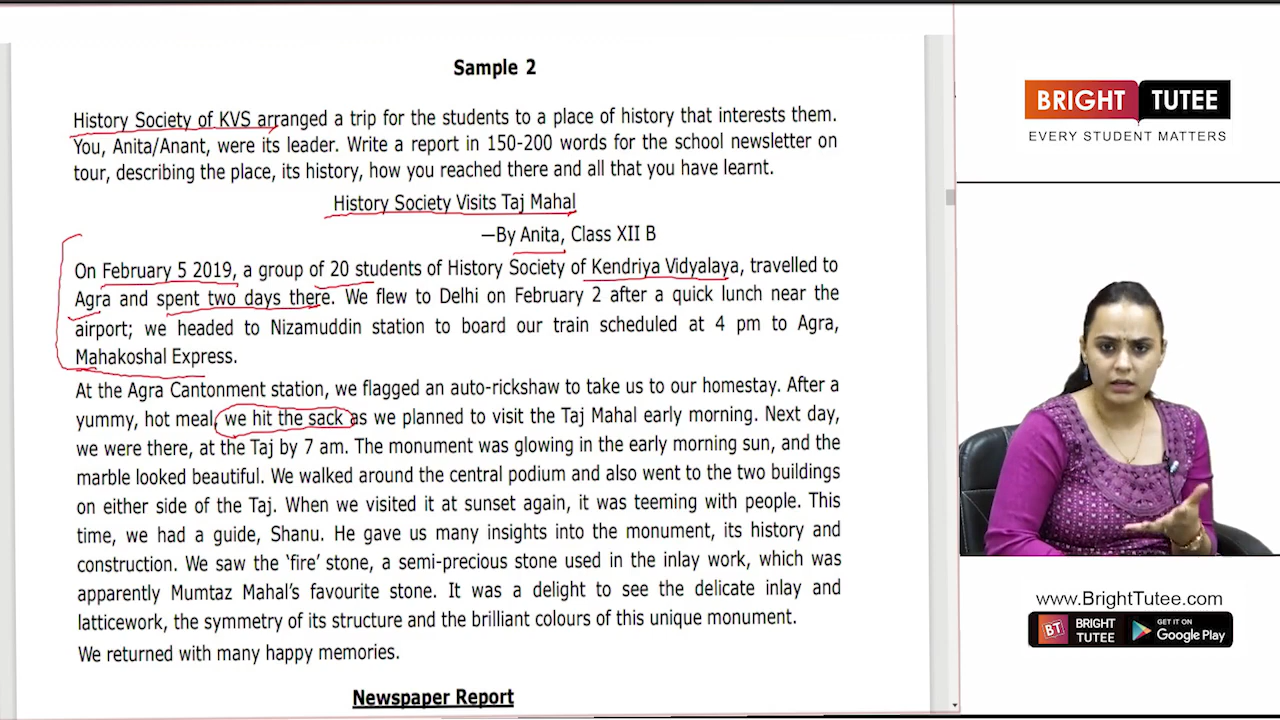 Sample 2
History Society of KVS arranged a trip for the students to a place of history that interests them.
You, Anita/Anant, were its leader. Write a report in 150-200 words for the school newsletter on
tour, describing the place, its history, how you reached there and all that you have learnt.
History Society Visits Taj Mahal
—By Anita, Class XII B
On February 5 2019, a group of 20 students of History Society of Kendriya Vidyalaya, travelled to
Agra and spent two days there. We flew to Delhi on February 2 after a quick lunch near the
airport; we headed to Nizamuddin station to board our train scheduled at 4 pm to Agra,
Mahakoshal Express.
At the Agra Cantonment station, we flagged an auto-rickshaw to take us to our homestay. After a
yummy, hot meal, we hit the sack as we planned to visit the Taj Mahal early morning. Next day,
we were there, at the Taj by 7 am. The monument was glowing in the early morning sun, and the
marble looked beautiful. We walked around the central podium and also went to the two buildings
on either side of the Taj. When we visited it at sunset again, it was teeming with people. This
time, we had a guide, Shanu. He gave us many insights into the monument, its history and
construction. We saw the ‘fire’ stone, a semi-precious stone used in the inlay work, which was
apparently Mumtaz Mahal’s favourite stone. It was a delight to see the delicate inlay and
latticework, the symmetry of its structure and the brilliant colours of this unique monument.
We returned with many happy memories.
Newspaper Report
BRIGHT TUTEE
EVERY STUDENT MATTERS
www.BrightTutee.com
BT BRIGHT TUTEE
GET IT ON Google Play